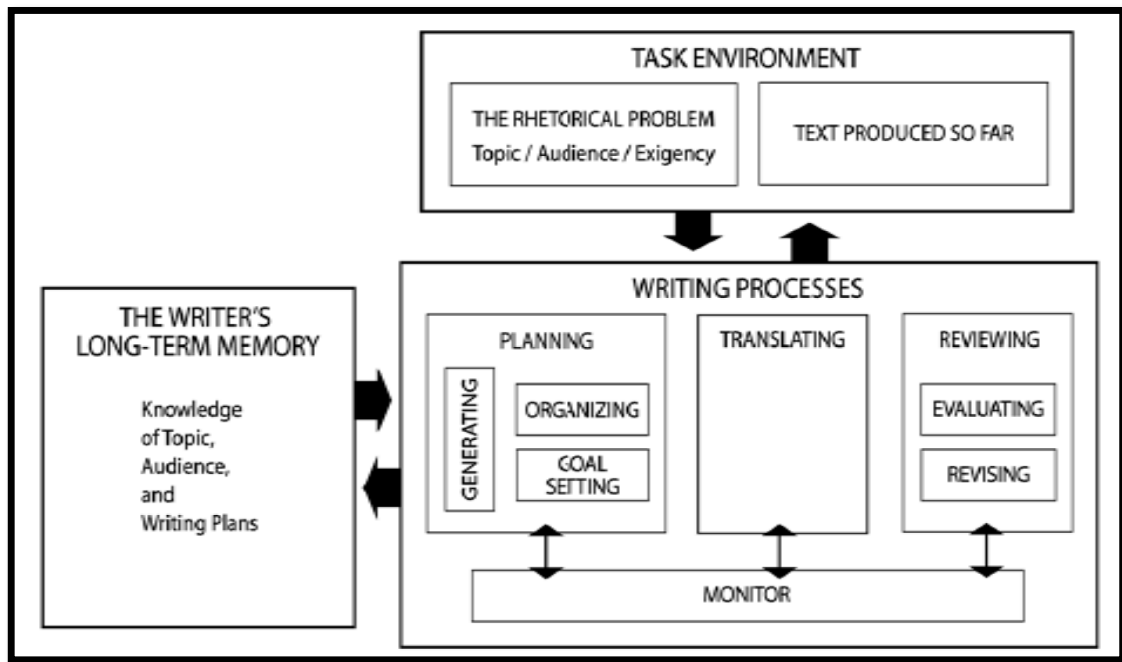 TASK ENVIRONMENT
THE RHETORICAL PROBLEM
Topic / Audience / Exigency
TEXT PRODUCED SO FAR
THE WRITER'S
LONG-TERM MEMORY
Knowledge
of Topic,
Audience,
and
Writing Plans
WRITING PROCESSES
PLANNING
GENERATING
ORGANIZING
GOAL
SETTING
TRANSLATING
REVIEWING
EVALUATING
REVISING
MONITOR